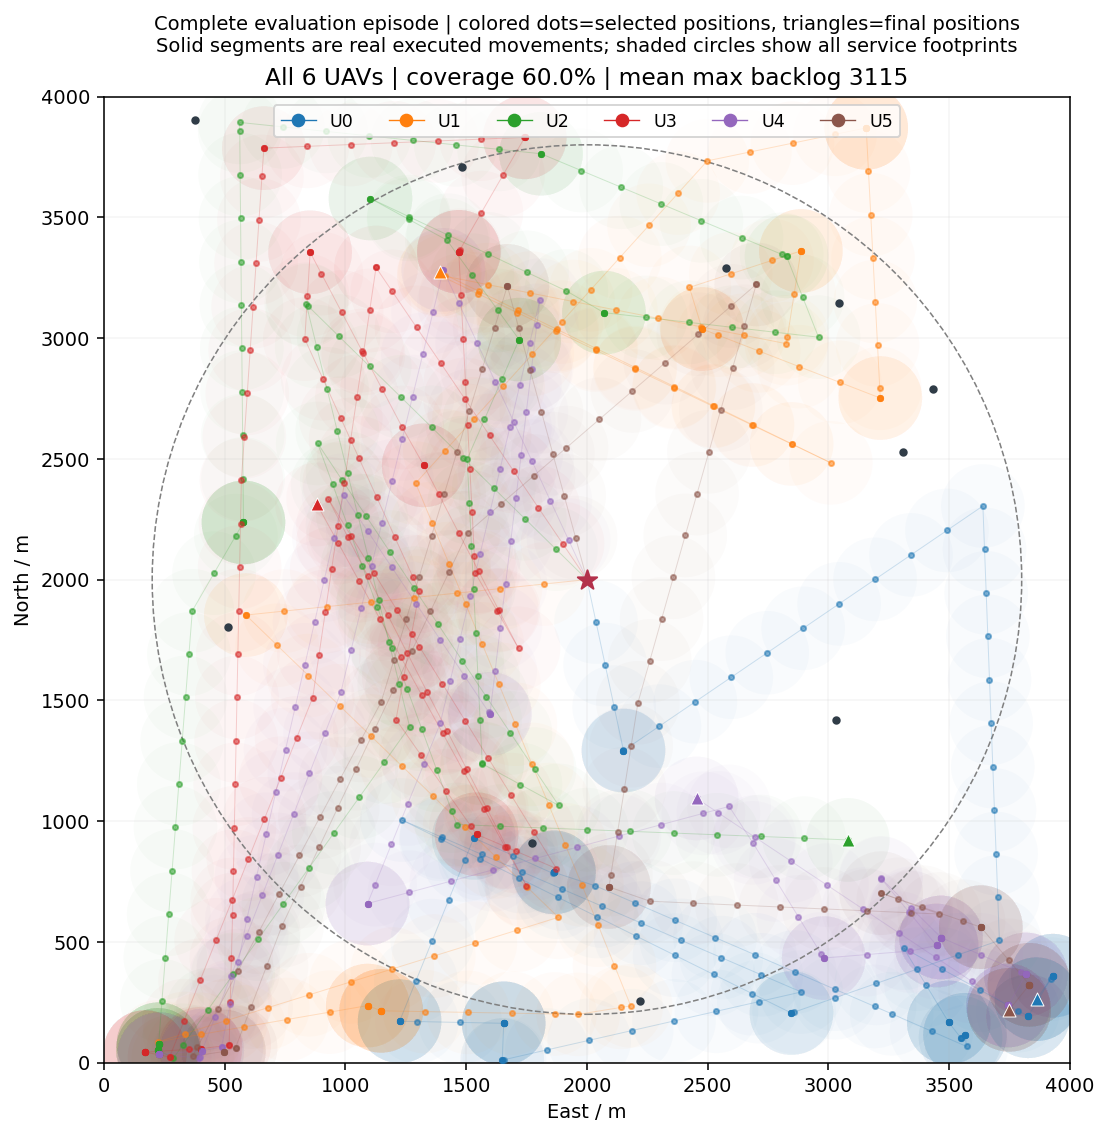 Complete evaluation episode | colored dots=selected positions, triangles=final positions
Solid segments are real executed movements; shaded circles show all service footprints
All 6 UAVs | coverage 60.0% | mean max backlog 3115
U0 U1 U2 U3 U4 U5
4000
3500
3000
2500
2000
1500
1000
500
0
North / m
0 500 1000 1500 2000 2500 3000 3500 4000
East / m